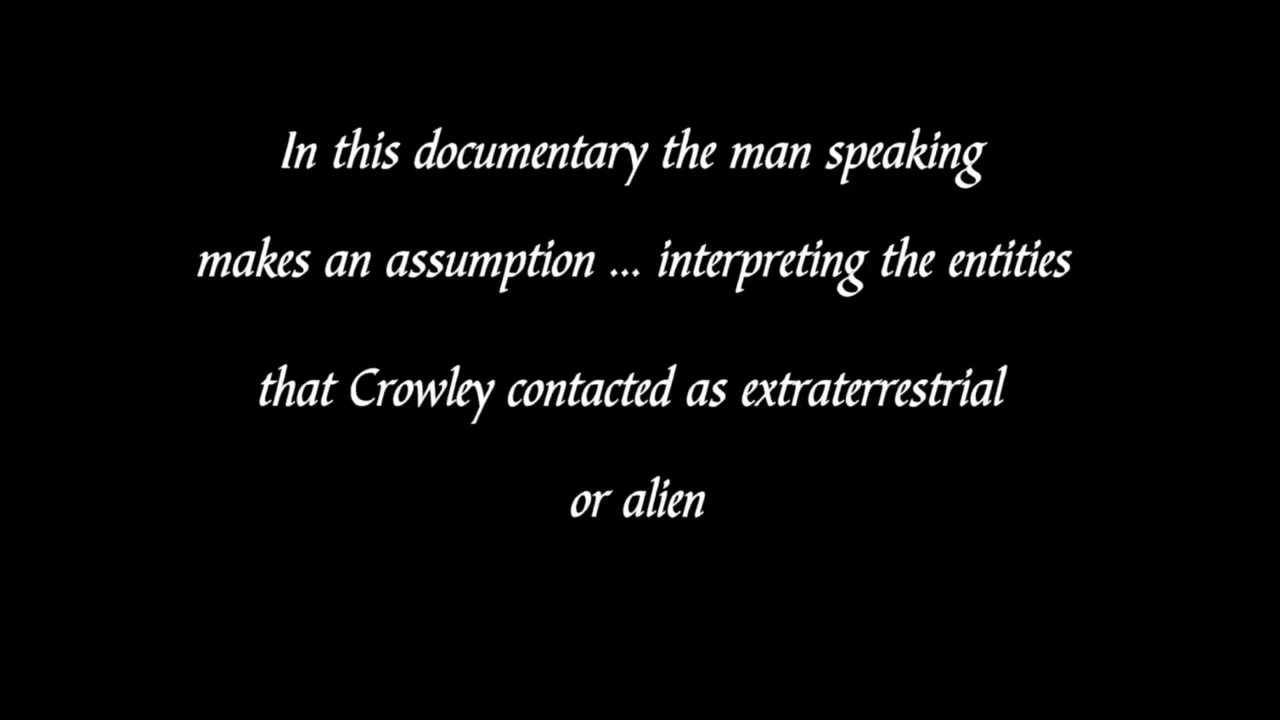 In this documentary the man speaking
makes an assumption ... interpreting the entities
that Crowley contacted as extraterrestrial
or alien